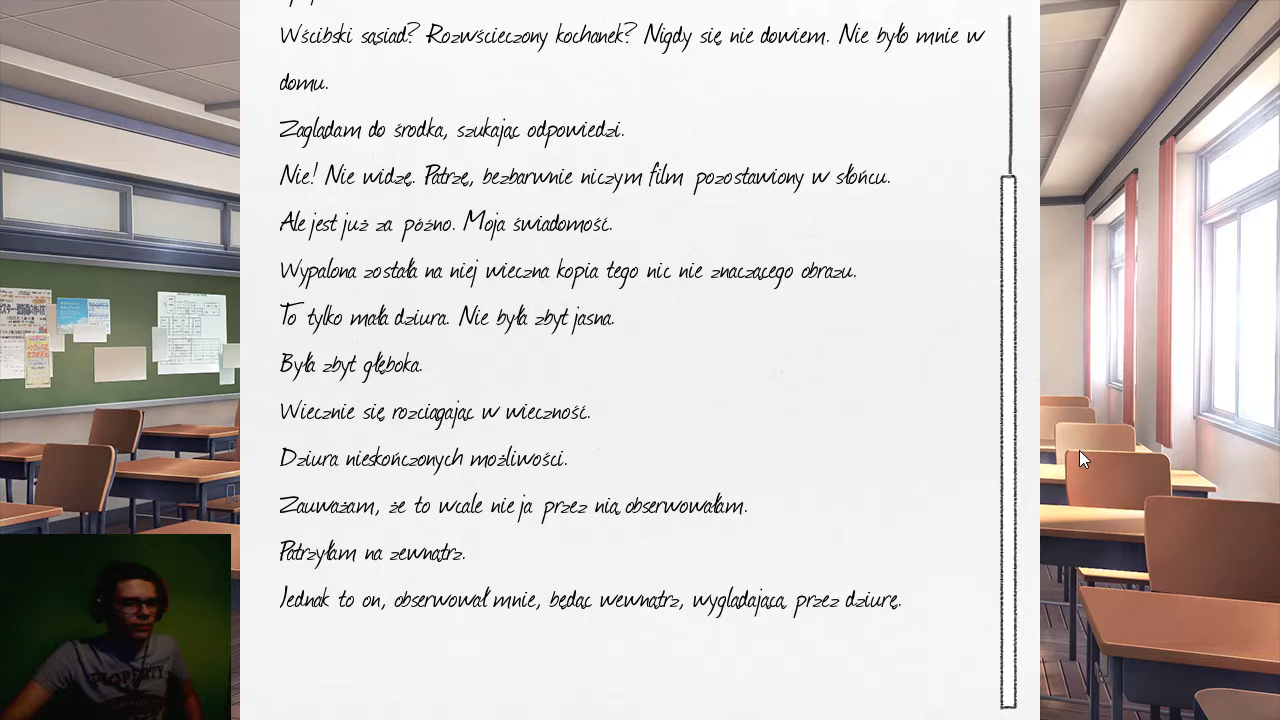 Wścibski sąsiad? Rozwścieczony kochanek? Nigdy się nie dowiem. Nie było mnie w
domu.
Zaglądam do środka, szukając odpowiedzi.
Nie! Nie widzę. Patrzę, bezbarwnie niczym film pozostawiony w słońcu.
Ale jest już za późno. Moja świadomość.
Wypalona została na niej wieczna kopia tego nic nie znaczącego obrazu.
To tylko mała dziura. Nie była zbyt jasna.
Była zbyt głęboka.
Wiecznie się rozciągając w wieczność.
Dziura nieskończonych możliwości.
Zauważam, że to wcale nie ja przez nią obserwowałam.
Patrzyłam na zewnątrz.
Jednak to on, obserwował mnie, będąc wewnątrz, wyglądająca przez dziurę.
PROPERTY